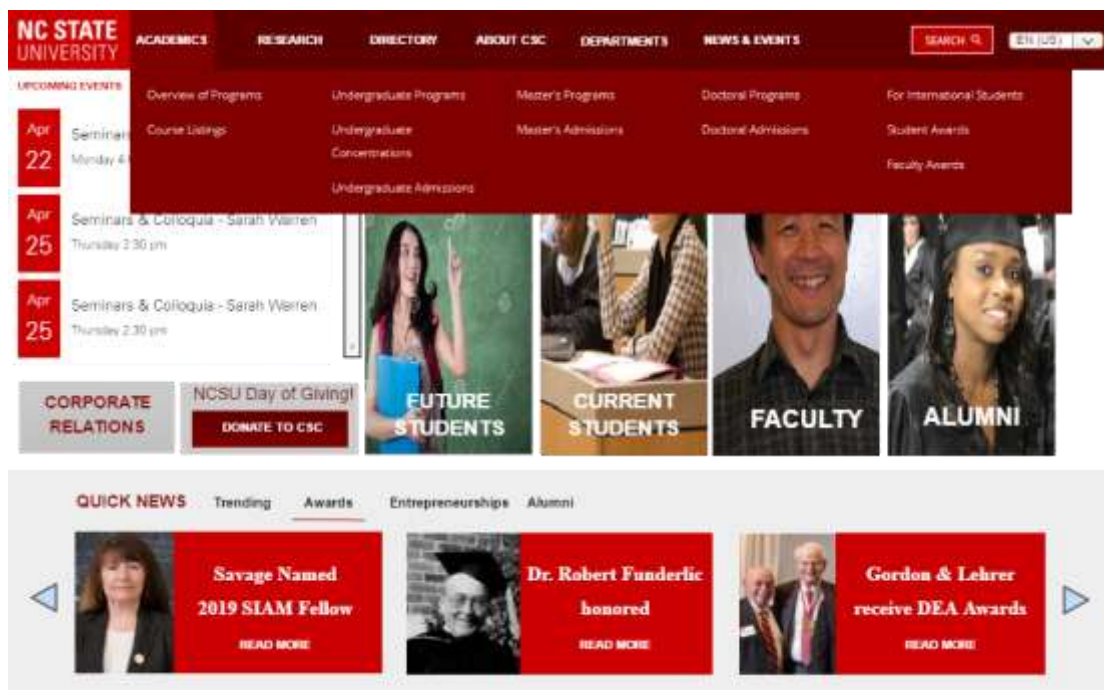 NC STATE
UNIVERSITY
ACADEMICS
RESEARCH
DIRECTORY
ABOUT CSC
DEPARTMENTS
NEWS & EVENTS
SEARCH
EN (US)
UPCOMING EVENTS
Overview of Programs
Course Listings
Undergraduate Programs
Undergraduate
Concentrations
Undergraduate Admissions
Master's Programs
Master's Admissions
Doctoral Programs
Doctoral Admissions
For International Students
Student Awards
Faculty Awards
Apr
22
Seminars
Monday 4
Apr
25
Seminars & Colloquia - Sarah Warren
Thursday 2:30 pm
Apr
25
Seminars & Colloquia - Sarah Warren
Thursday 2:30 pm
CORPORATE
RELATIONS
NCSU Day of Giving!
DONATE TO CSC
FUTURE
STUDENTS
CURRENT
STUDENTS
FACULTY
ALUMNI
QUICK NEWS
Trending
Awards
Entrepreneurships
Alumni
Savage Named
2019 SIAM Fellow
READ MORE
Dr. Robert Funderlic
honored
READ MORE
Gordon & Lehrer
receive DEA Awards
READ MORE